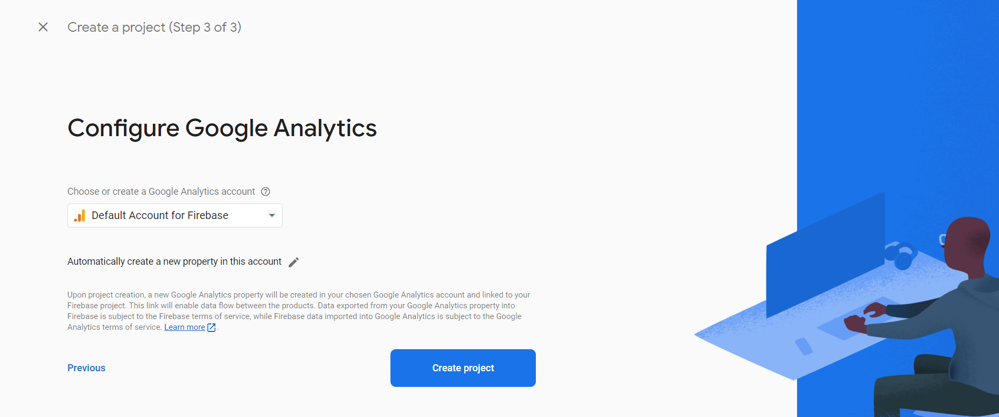 Create a project (Step 3 of 3)
Configure Google Analytics
Choose or create a Google Analytics account
Default Account for Firebase
Automatically create a new property in this account
Upon project creation, a new Google Analytics property will be created in your chosen Google Analytics account and linked to your
Firebase project. This link will enable data flow between the products. Data exported from your Google Analytics property into
Firebase is subject to the Firebase terms of service, while Firebase data imported into Google Analytics is subject to the Google
Analytics terms of service. Learn more.
Previous
Create project